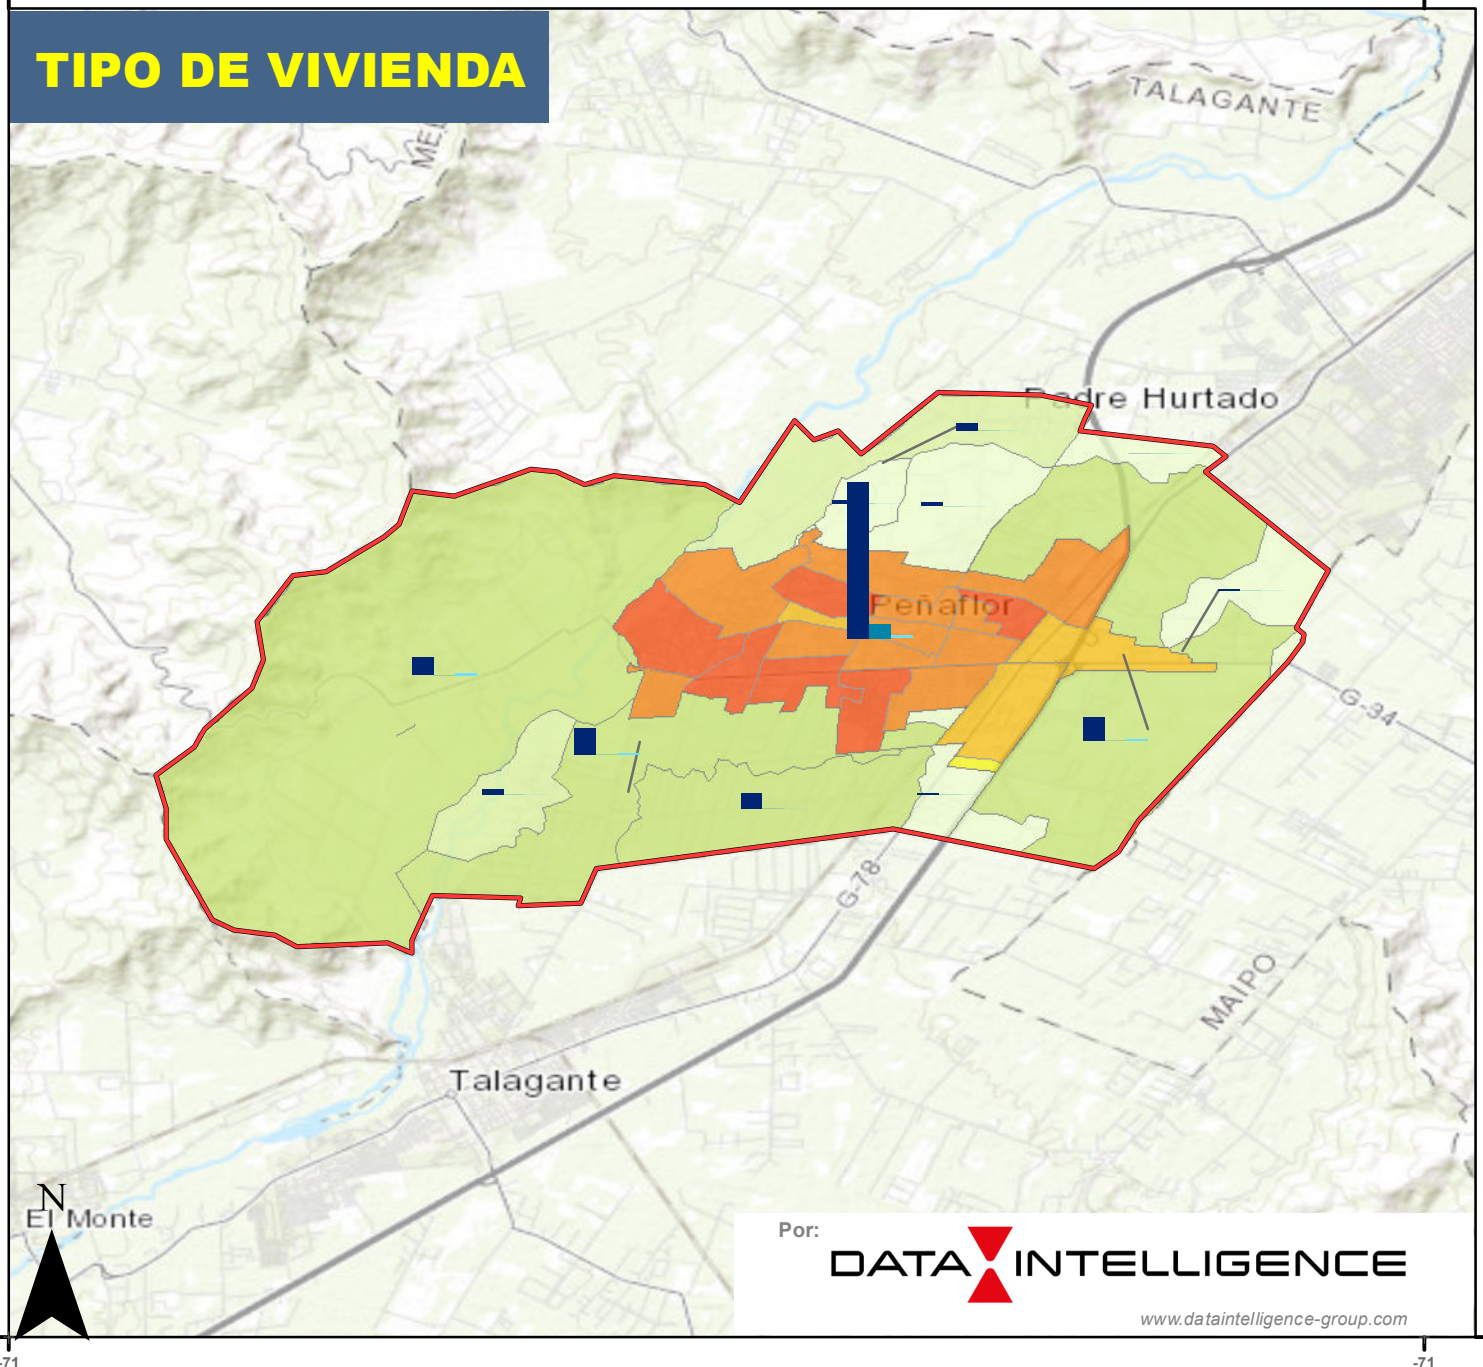 TIPO DE VIVIENDA
TALAGANTE
Padre Hurtado
Peñaflor
G-34
G-78
MAIPO
Talagante
N
El Monte
Por:
DATA INTELLIGENCE
www.dataintelligence-group.com
-71
-71